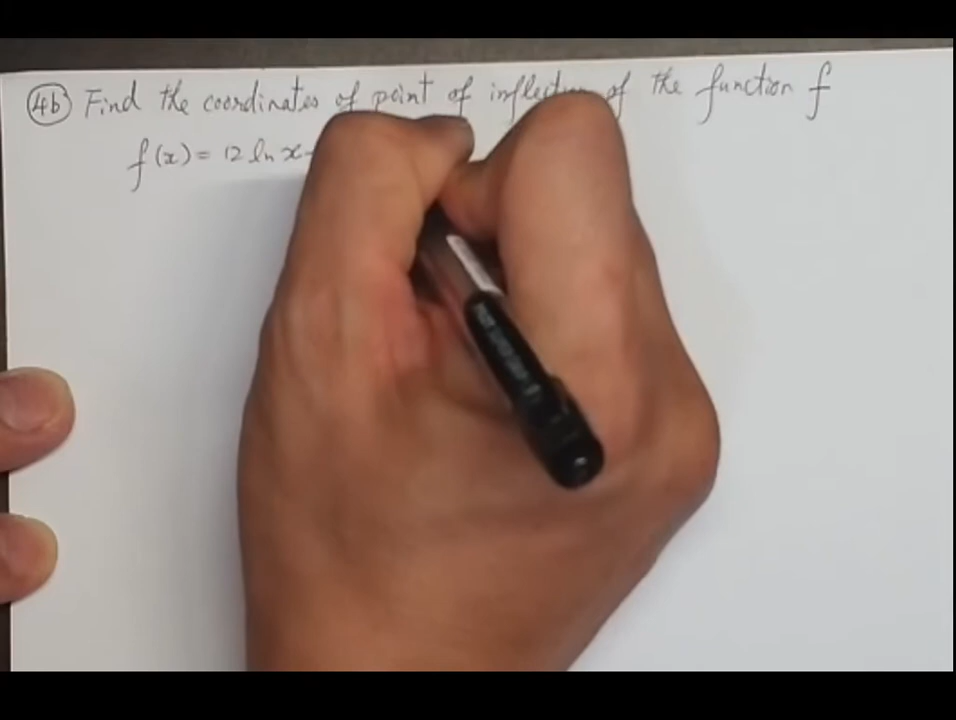 4b Find the coordinates of point of inflection of the function f
f(x) = 12 ln x